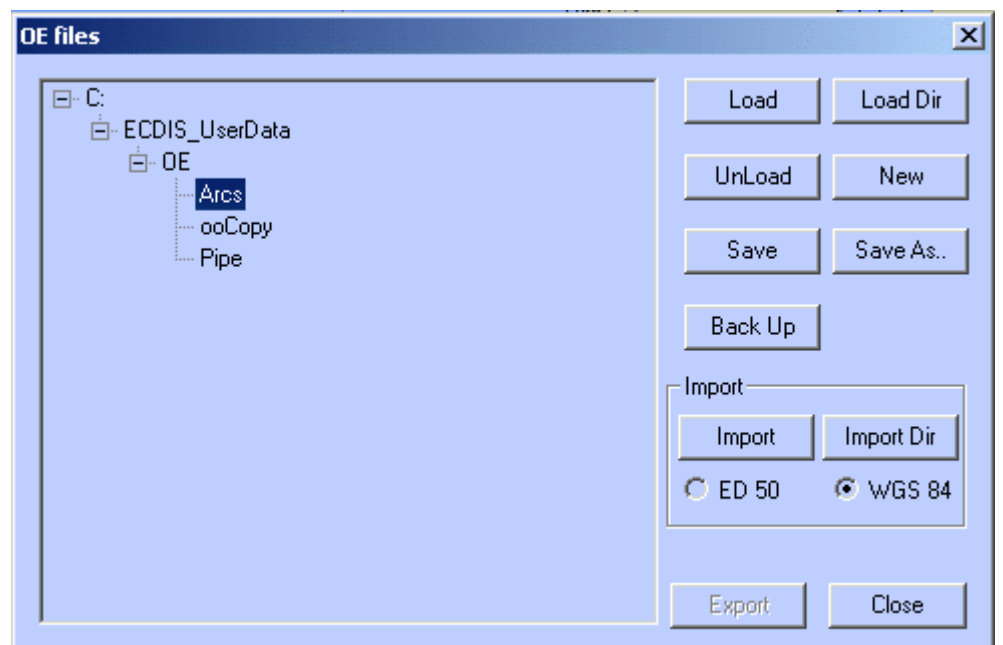 OE files
C:
ECDIS_UserData
OE
Arcs
ooCopy
Pipe
Load
Load Dir
UnLoad
New
Save
Save As..
Back Up
Import
Import
Import Dir
ED 50
WGS 84
Export
Close